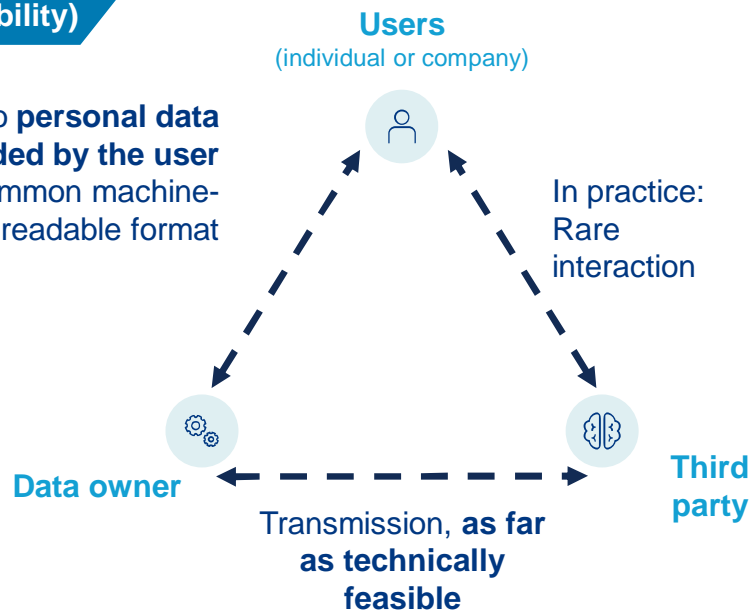 bility)
Users
(individual or company)
o personal data
ded by the user
mmon machine-
readable format
In practice:
Rare
interaction
Data owner
Third
party
Transmission, as far
as technically
feasible